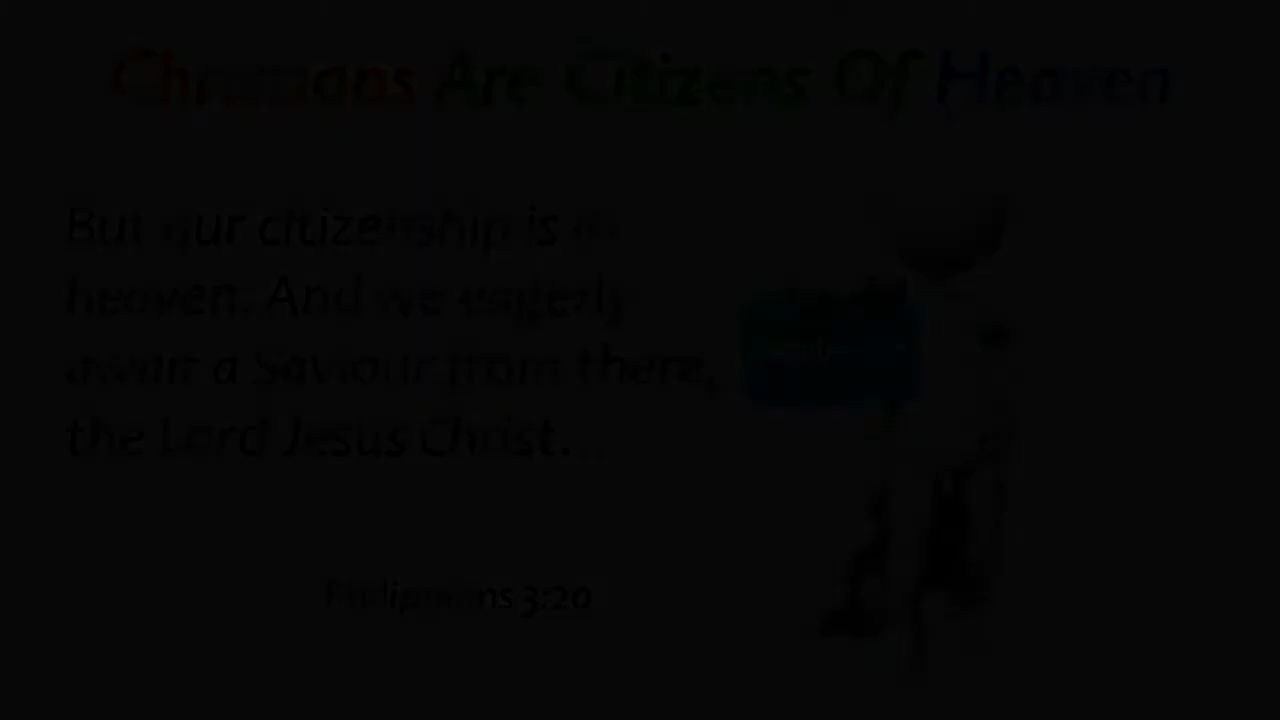 Christians Are Citizens Of Heaven
But our citizenship is in
heaven. And we eagerly
await a Saviour from there,
the Lord Jesus Christ...
Philippians 3:20